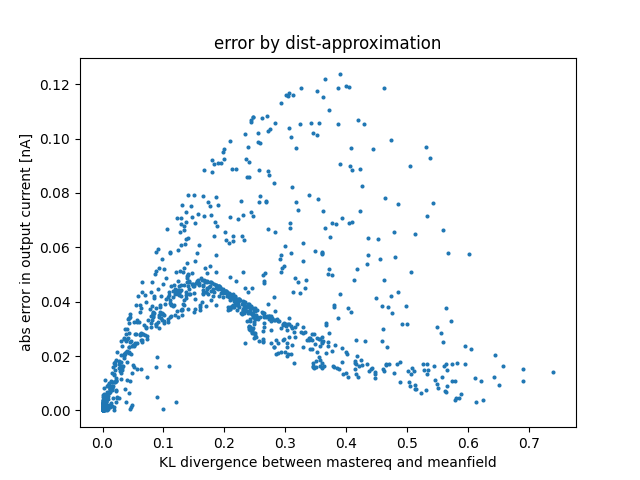 error by dist-approximation
abs error in output current [nA]
0.12
0.10
0.08
0.06
0.04
0.02
0.00
0.0 0.1 0.2 0.3 0.4 0.5 0.6 0.7
KL divergence between mastereq and meanfield